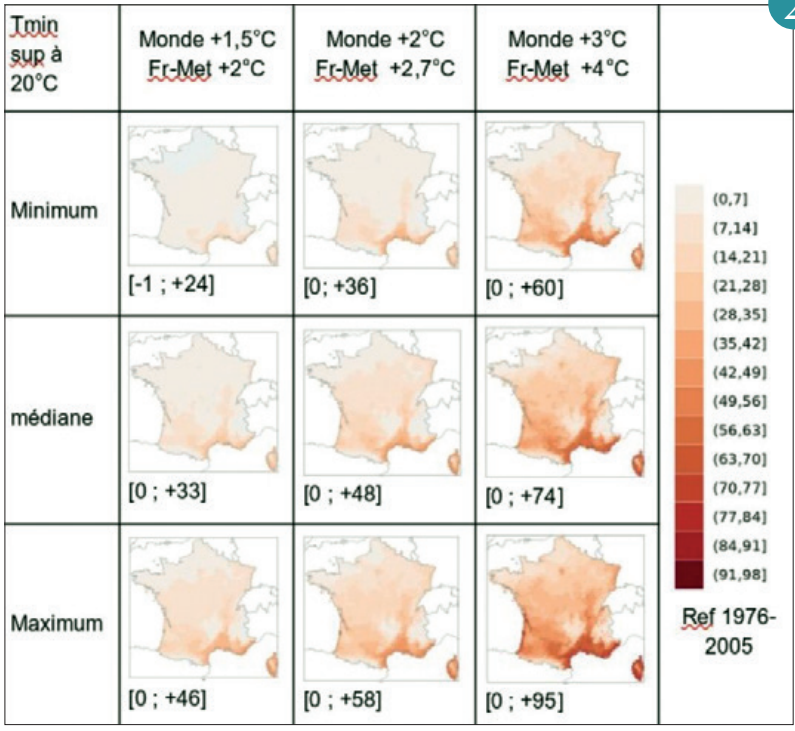 Tmin
sup à
20°C
Monde +1,5°C
Fr-Met +2°C
Monde +2°C
Fr-Met +2,7°C
Monde +3°C
Fr-Met +4°C
2
Minimum
[-1 ; +24]
[0; +36]
[0 ; +60]
médiane
[0 ; +33]
[0 ; +48]
[0 ; +74]
Maximum
[0 ; +46]
[0 ; +58]
[0 ; +95]
(0,7]
(7,14]
(14,21]
(21,28]
(28,35]
(35,42]
(42,49]
(49,56]
(56,63]
(63,70]
(70,77]
(77,84]
(84,91]
(91,98]
Ref 1976-
2005